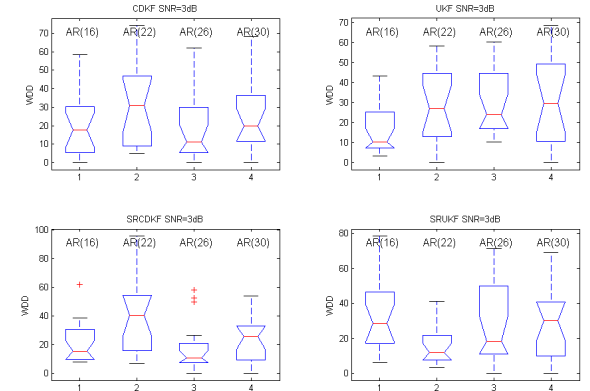 CDKF SNR=3dB
70 AR(16) AR(22) AR(26) AR(30)
60
50
40
30
20
10
0
WDD
1 2 3 4
UKF SNR=3dB
70
60 AR(16) AR(22) AR(26) AR(30)
50
40
30
20
10
0
WDD
1 2 3 4
SRCDKF SNR=3dB
100
AR(16) AR(22) AR(26) AR(30)
80
60
40
20
0
WDD
1 2 3 4
SRUKF SNR=3dB
80
AR(16) AR(22) AR(26) AR(30)
60
40
20
0
WDD
1 2 3 4